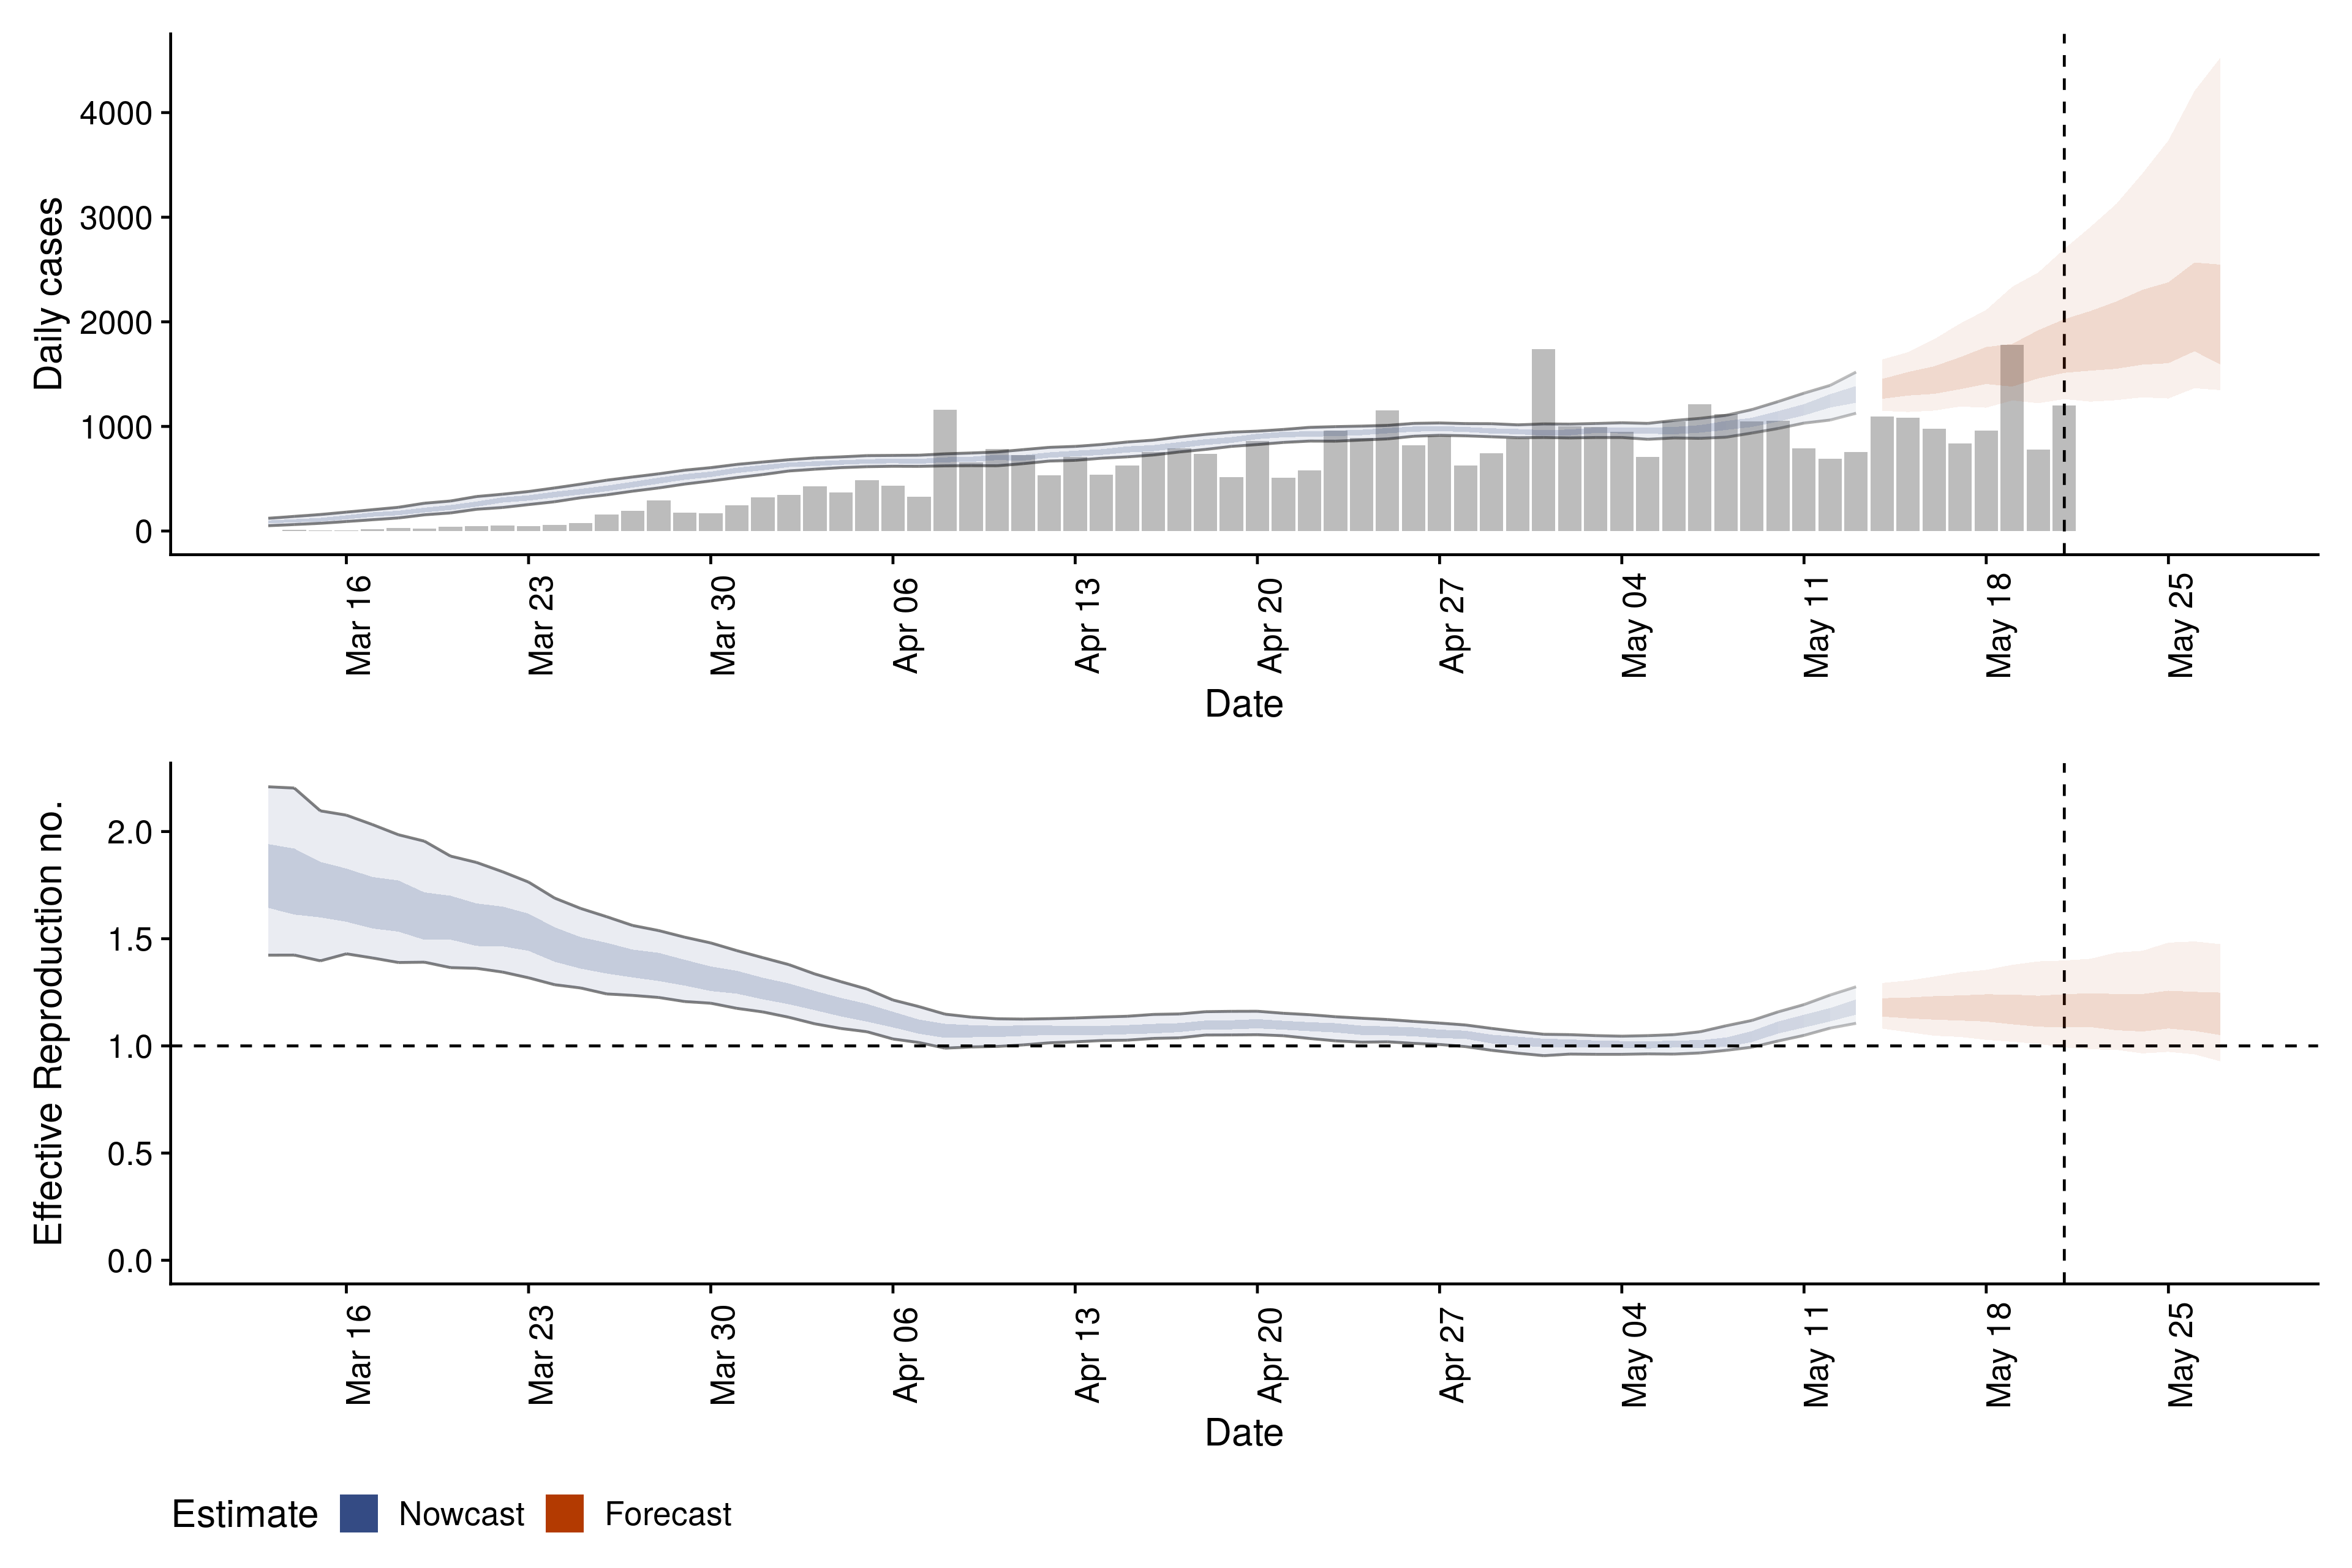 Daily cases
4000
3000
2000
1000
0
Mar 16
Mar 23
Mar 30
Apr 06
Apr 13
Apr 20
Apr 27
May 04
May 11
May 18
May 25
Date
Effective Reproduction no.
2.0
1.5
1.0
0.5
0.0
Mar 16
Mar 23
Mar 30
Apr 06
Apr 13
Apr 20
Apr 27
May 04
May 11
May 18
May 25
Date
Estimate Nowcast Forecast